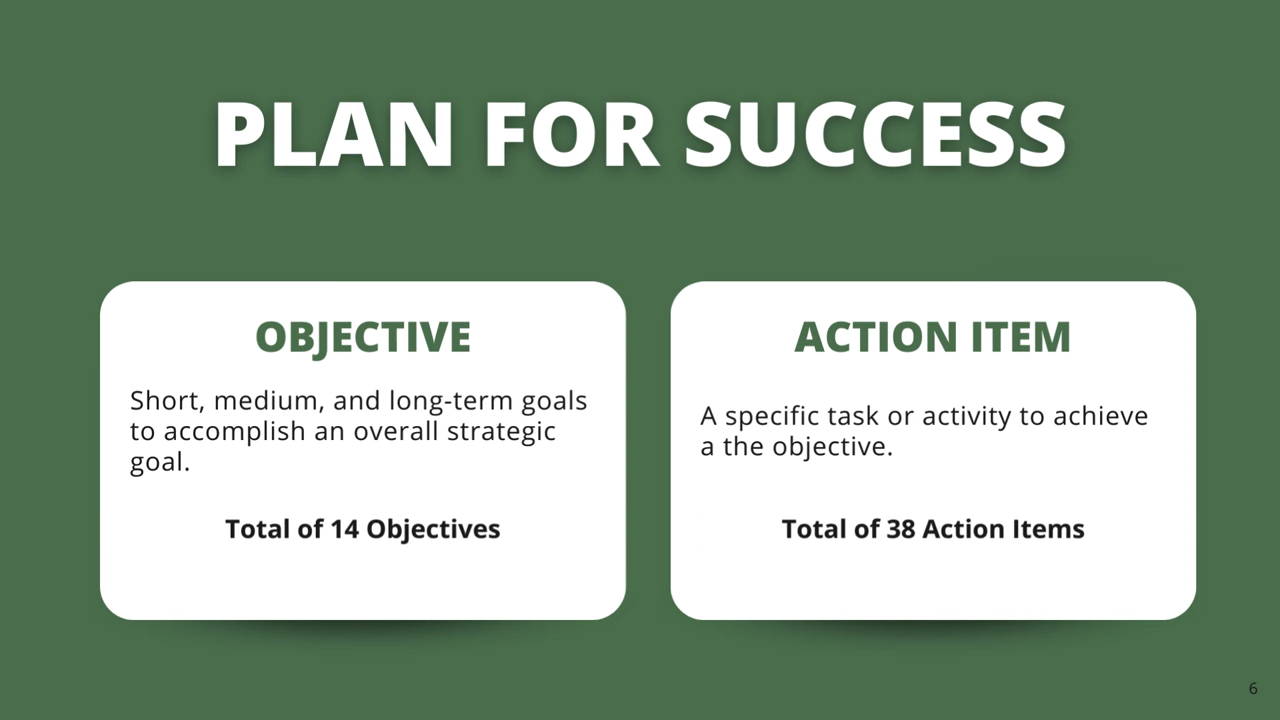 PLAN FOR SUCCESS
OBJECTIVE
Short, medium, and long-term goals
to accomplish an overall strategic
goal.
Total of 14 Objectives
ACTION ITEM
A specific task or activity to achieve
a the objective.
Total of 38 Action Items
6